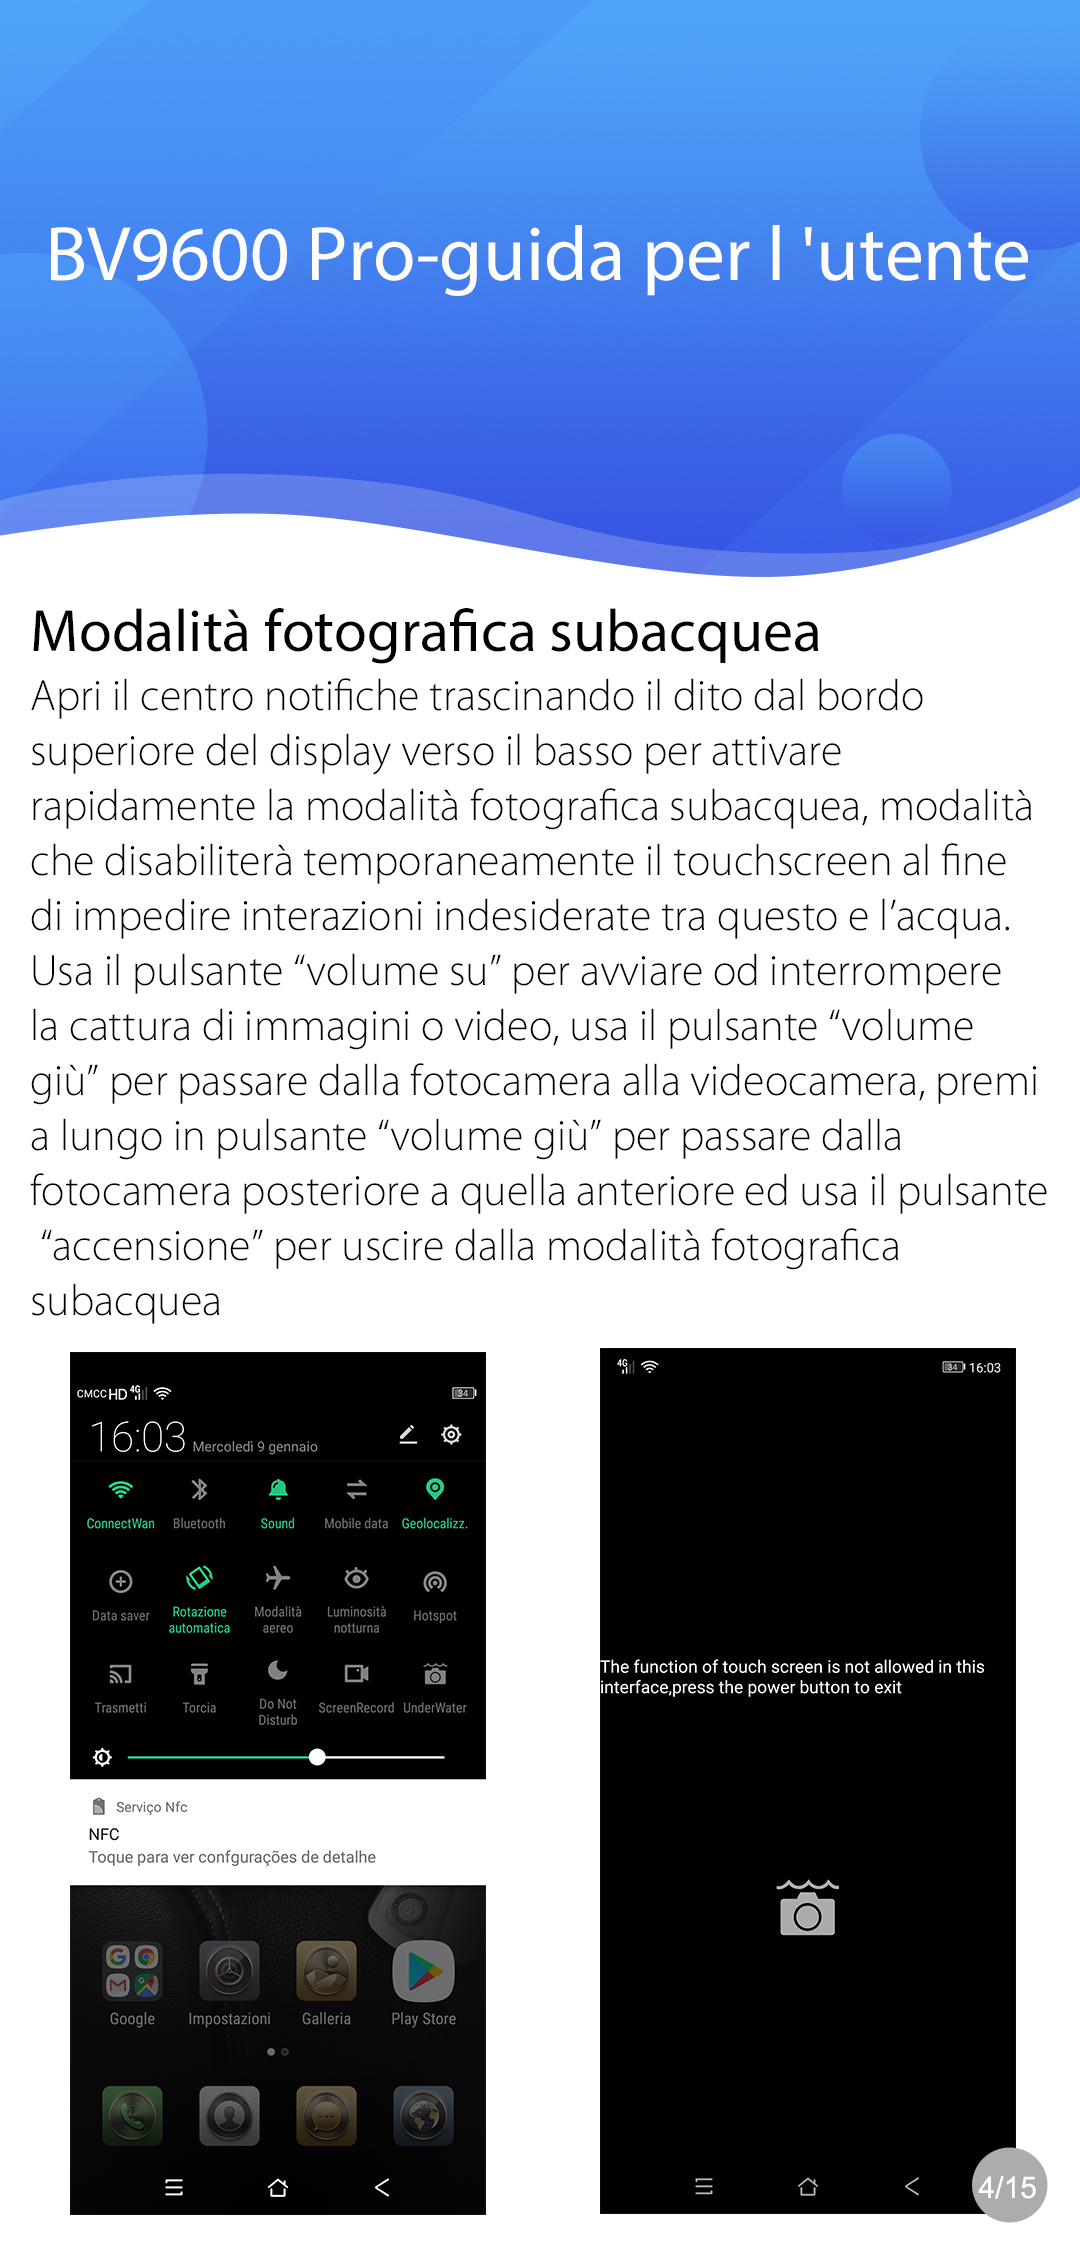 BV9600 Pro-guida per l 'utente
Modalità fotografica subacquea
Apri il centro notifiche trascinando il dito dal bordo
superiore del display verso il basso per attivare
rapidamente la modalità fotografica subacquea, modalità
che disabiliterà temporaneamente il touchscreen al fine
di impedire interazioni indesiderate tra questo e l’acqua.
Usa il pulsante “volume su” per avviare od interrompere
la cattura di immagini o video, usa il pulsante “volume
giù” per passare dalla fotocamera alla videocamera, premi
a lungo in pulsante “volume giù” per passare dalla
fotocamera posteriore a quella anteriore ed usa il pulsante
“accensione” per uscire dalla modalità fotografica
subacquea
CMCC HD 4G 34
16:03 Mercoledì 9 gennaio
ConnectWan Bluetooth Sound Mobile data Geolocalizz.
Data saver Rotazione automatica Modalità aereo Luminosità notturna Hotspot
Trasmetti Torcia Do Not Disturb ScreenRecord UnderWater
Serviço Nfc
NFC
Toque para ver confgurações de detalhe
Google Impostazioni Galleria Play Store
4G 34 16:03
The function of touch screen is not allowed in this
interface,press the power button to exit
4/15